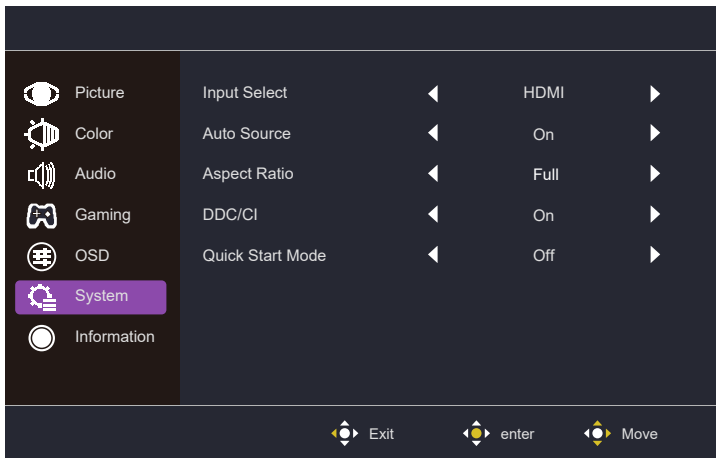 Picture
Input Select HDMI
Color
Auto Source On
Audio
Aspect Ratio Full
Gaming
DDC/CI On
OSD
Quick Start Mode Off
System
Information
Exit enter Move